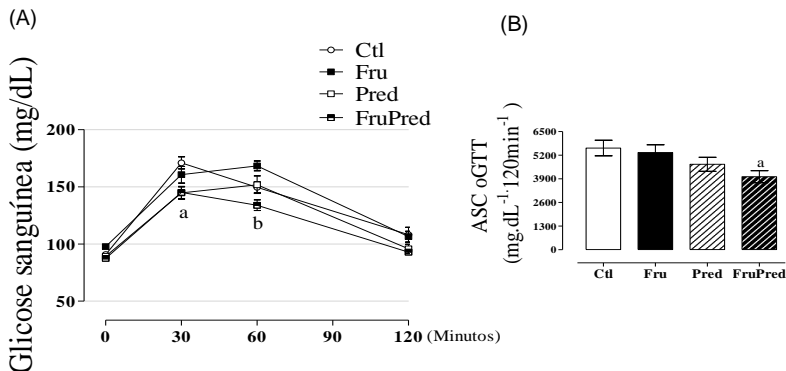 (A)
Glicose sanguínea (mg/dL)
Ctl
Fru
Pred
FruPred
200
150
100
50
a
b
0 30 60 90 120 (Minutos)
(B)
ASC oGTT
(mg.dL⁻¹·120min⁻¹)
6500
5200
3900
2600
1300
0
a
Ctl Fru Pred FruPred